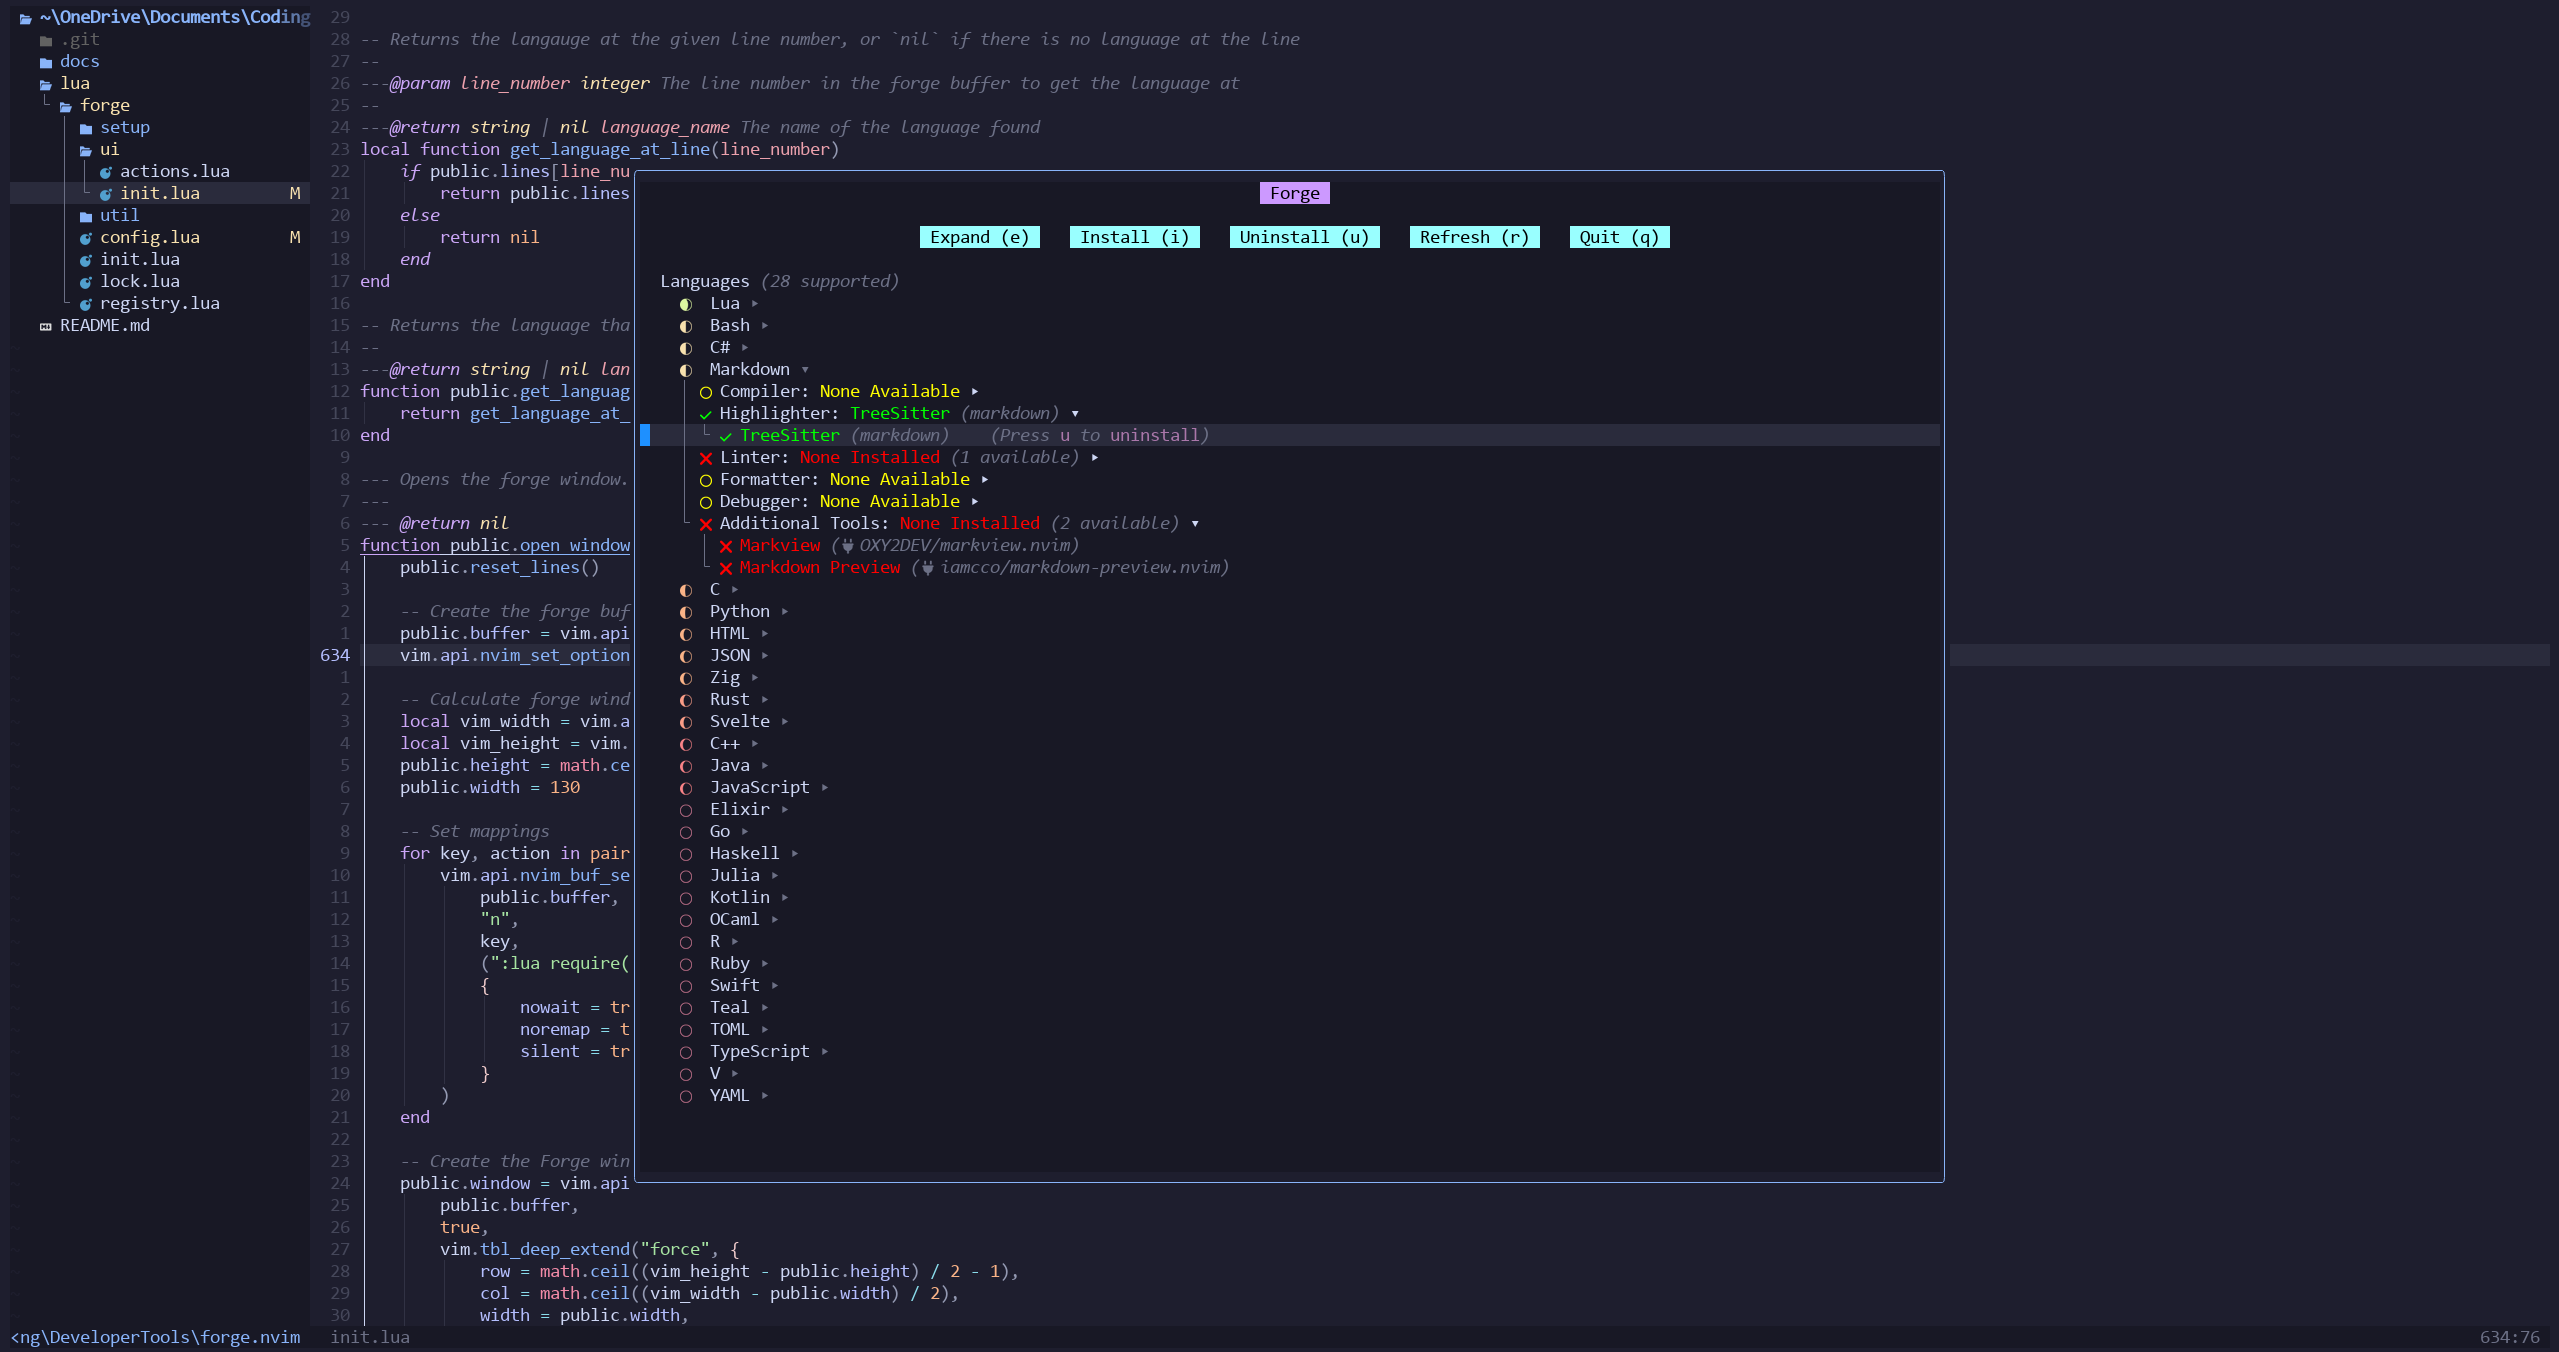 ~\OneDrive\Documents\Coding
.git
docs
lua
forge
setup
ui
actions.lua
init.lua M
util
config.lua M
init.lua
lock.lua
registry.lua
README.md
<ng\DeveloperTools\forge.nvim
29
28 -- Returns the langauge at the given line number, or `nil` if there is no language at the line
27 --
26 ---@param line_number integer The line number in the forge buffer to get the language at
25 --
24 ---@return string | nil language_name The name of the language found
23 local function get_language_at_line(line_number)
22 if public.lines[line_nu
21 return public.lines
20 else
19 return nil
18 end
17 end
16
15 -- Returns the language tha
14 --
13 ---@return string | nil lan
12 function public.get_languag
11 return get_language_at_
10 end
9
8 --- Opens the forge window.
7 ---
6 --- @return nil
5 function public.open_window
4 public.reset_lines()
3
2 -- Create the forge buf
1 public.buffer = vim.api
634 vim.api.nvim_set_option
1
2 -- Calculate forge wind
3 local vim_width = vim.a
4 local vim_height = vim.
5 public.height = math.ce
6 public.width = 130
7
8 -- Set mappings
9 for key, action in pair
10 vim.api.nvim_buf_se
11 public.buffer,
12 "n",
13 key,
14 (":lua require(
15 {
16 nowait = tr
17 noremap = t
18 silent = tr
19 }
20 )
21 end
22
23 -- Create the Forge win
24 public.window = vim.api
25 public.buffer,
26 true,
27 vim.tbl_deep_extend("force", {
28 row = math.ceil((vim_height - public.height) / 2 - 1),
29 col = math.ceil((vim_width - public.width) / 2),
30 width = public.width,
init.lua 634:76
Forge
Expand (e) Install (i) Uninstall (u) Refresh (r) Quit (q)
Languages (28 supported)
Lua
Bash
C#
Markdown
Compiler: None Available
Highlighter: TreeSitter (markdown)
TreeSitter (markdown) (Press u to uninstall)
Linter: None Installed (1 available)
Formatter: None Available
Debugger: None Available
Additional Tools: None Installed (2 available)
Markview (OXY2DEV/markview.nvim)
Markdown Preview (iamcco/markdown-preview.nvim)
C
Python
HTML
JSON
Zig
Rust
Svelte
C++
Java
JavaScript
Elixir
Go
Haskell
Julia
Kotlin
OCaml
R
Ruby
Swift
Teal
TOML
TypeScript
V
YAML